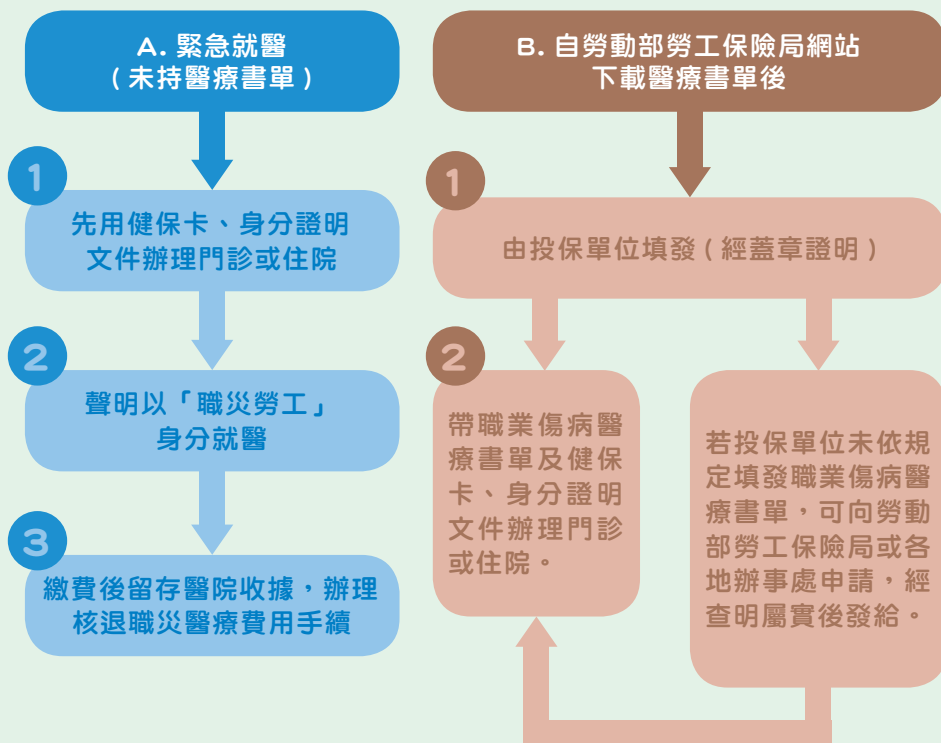 A. 緊急就醫
(未持醫療書單)
1
先用健保卡、身分證明
文件辦理門診或住院
2
聲明以「職災勞工」
身分就醫
3
繳費後留存醫院收據,辦理
核退職災醫療費用手續
B. 自勞動部勞工保險局網站
下載醫療書單後
1
由投保單位填發(經蓋章證明)
2
帶職業傷病醫
療書單及健保
卡、身分證明
文件辦理門診
或住院。
若投保單位未依規
定填發職業傷病醫
療書單,可向勞動
部勞工保險局或各
地辦事處申請,經
查明屬實後發給。